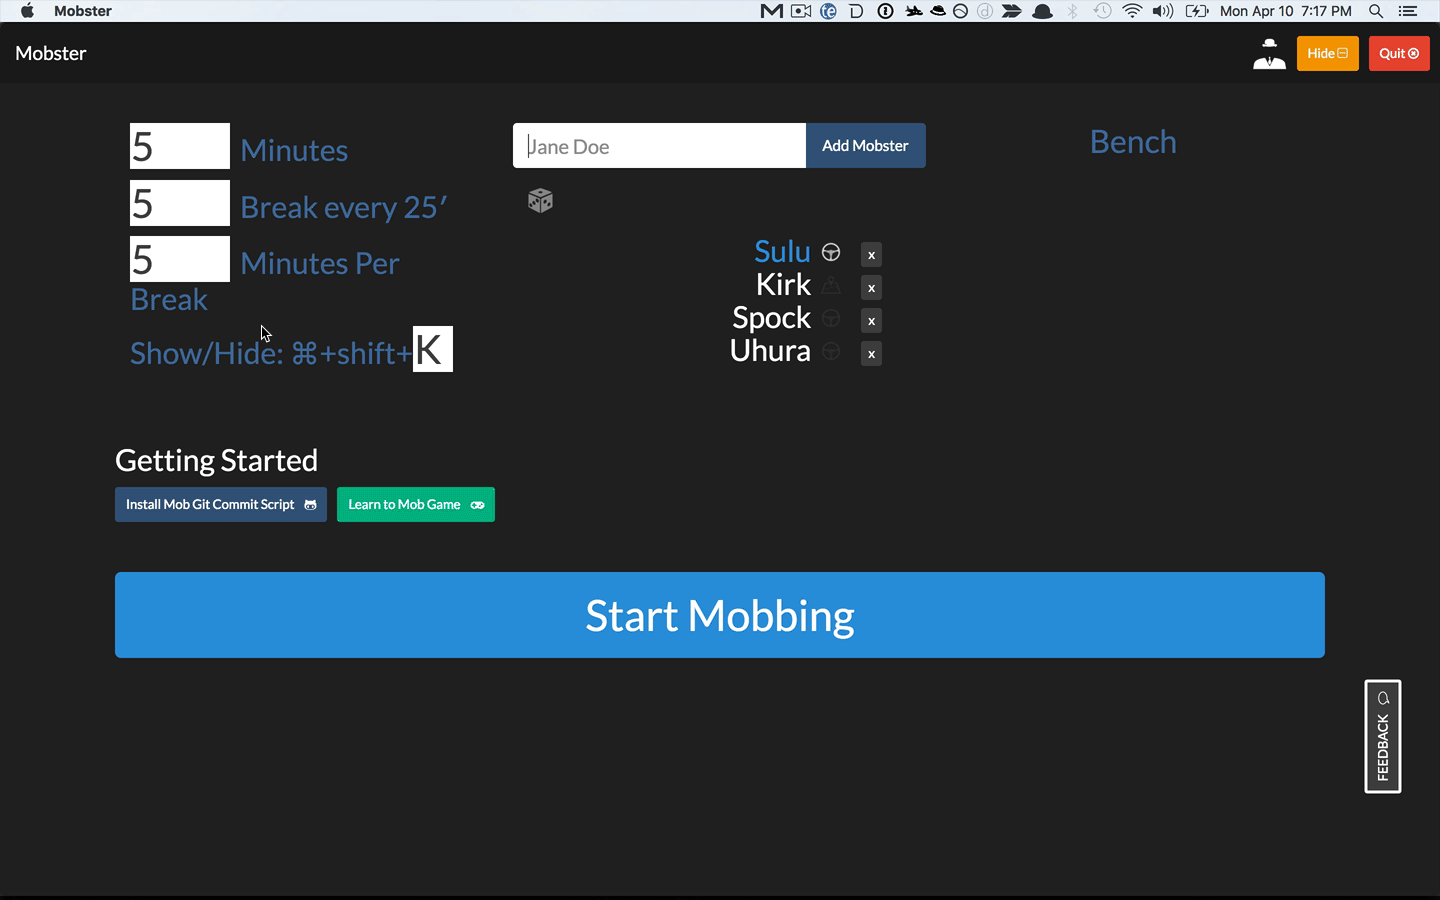 Mobster
Mon Apr 10 7:17 PM
Mobster
Hide
Quit
5 Minutes
5 Break every 25′
5 Minutes Per
Break
Show/Hide: ⌘+shift+K
Jane Doe
Add Mobster
Sulu x
Kirk x
Spock x
Uhura x
Bench
Getting Started
Install Mob Git Commit Script
Learn to Mob Game
Start Mobbing
FEEDBACK